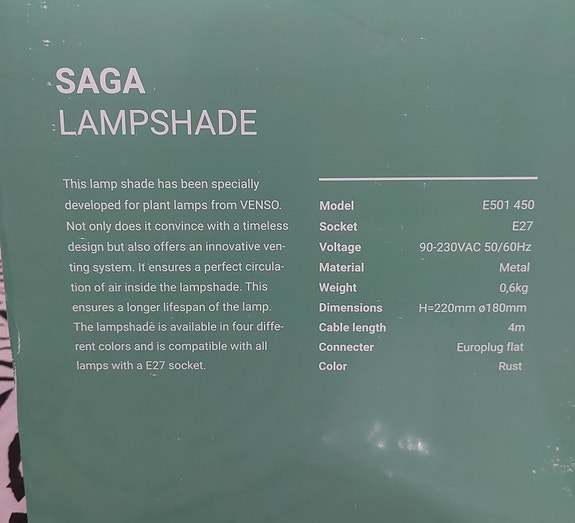 SAGA
LAMPSHADE
This lamp shade has been specially
developed for plant lamps from VENSO.
Not only does it convince with a timeless
design but also offers an innovative ven-
ting system. It ensures a perfect circula-
tion of air inside the lampshade. This
ensures a longer lifespan of the lamp.
The lampshade is available in four diffe-
rent colors and is compatible with all
lamps with a E27 socket.
Model E501 450
Socket E27
Voltage 90-230VAC 50/60Hz
Material Metal
Weight 0,6kg
Dimensions H=220mm ø180mm
Cable length 4m
Connecter Europlug flat
Color Rust